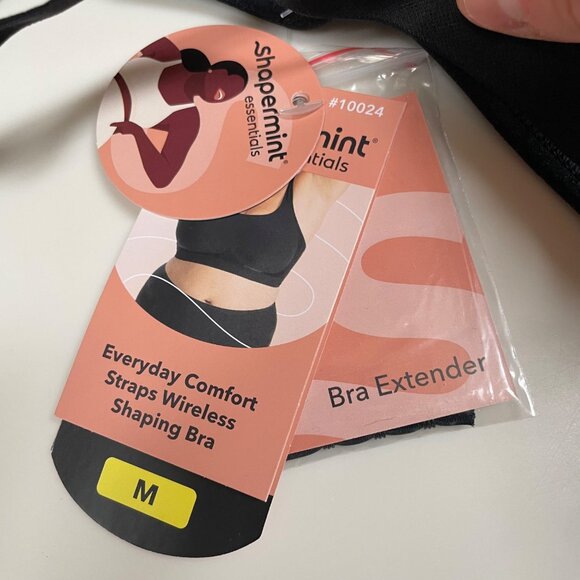 Shapermint®
essentials
#10024
mint®
ntials
Everyday Comfort
Straps Wireless
Shaping Bra
Bra Extender
M